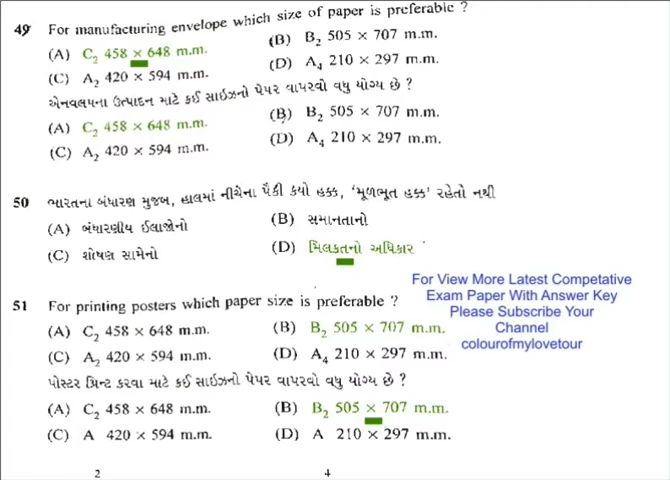 49 For manufacturing envelope which size of paper is preferable ?
(A) C2 458 × 648 m.m. (B) B2 505 × 707 m.m.
(C) A2 420 × 594 m.m. (D) A4 210 × 297 m.m.
એનવલપના ઉત્પાદન માટે કઈ સાઈઝનો પેપર વાપરવો વધુ યોગ્ય છે ?
(A) C2 458 × 648 m.m. (B) B2 505 × 707 m.m.
(C) A2 420 × 594 m.m. (D) A4 210 × 297 m.m.
50 ભારતના બંધારણ મુજબ, હાલમાં નીચેના પૈકી કયો હક્ક, ‘મૂળભૂત હક્ક’ રહેતો નથી
(A) બંધારણીય ઈલાજોનો (B) સમાનતાનો
(C) શોષણ સામેનો (D) મિલકતનો અધિકાર
For View More Latest Competative
Exam Paper With Answer Key
Please Subscribe Your
Channel
colourofmylovetour
51 For printing posters which paper size is preferable ?
(A) C2 458 × 648 m.m. (B) B2 505 × 707 m.m.
(C) A2 420 × 594 m.m. (D) A4 210 × 297 m.m.
પોસ્ટર પ્રિન્ટ કરવા માટે કઈ સાઈઝનો પેપર વાપરવો વધુ યોગ્ય છે ?
(A) C2 458 × 648 m.m. (B) B2 505 × 707 m.m.
(C) A 420 × 594 m.m. (D) A 210 × 297 m.m.
2 4